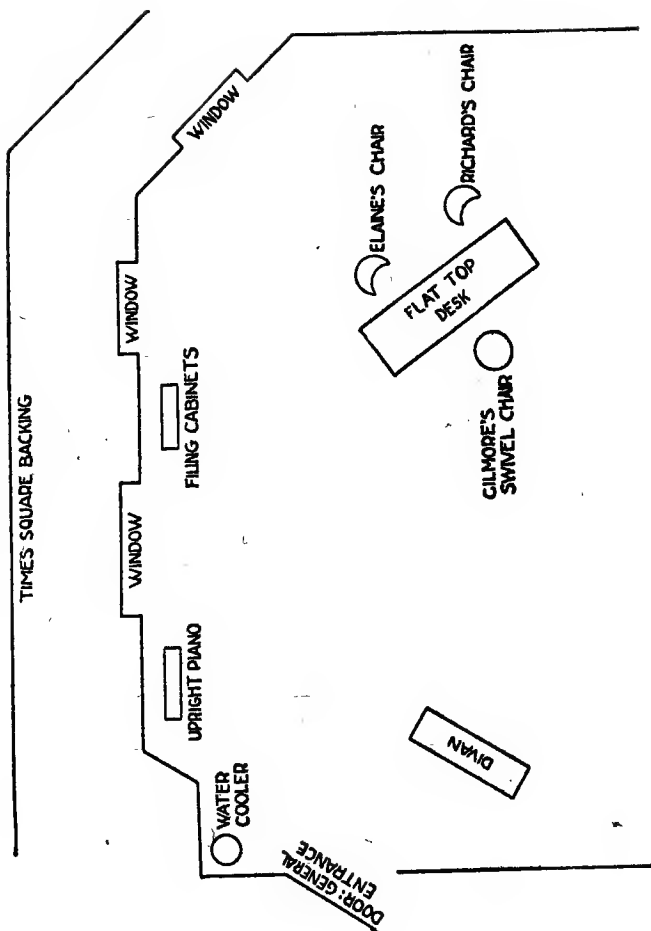 TIMES SQUARE BACKING
WINDOW
WINDOW
WINDOW
UPRIGHT PIANO
FILING CABINETS
WATER
COOLER
DOOR: GENERAL
ENTRANCE
ELAINE'S CHAIR
RICHARD'S CHAIR
FLAT TOP
DESK
GILMORE'S
SWIVEL CHAIR
DIVAN